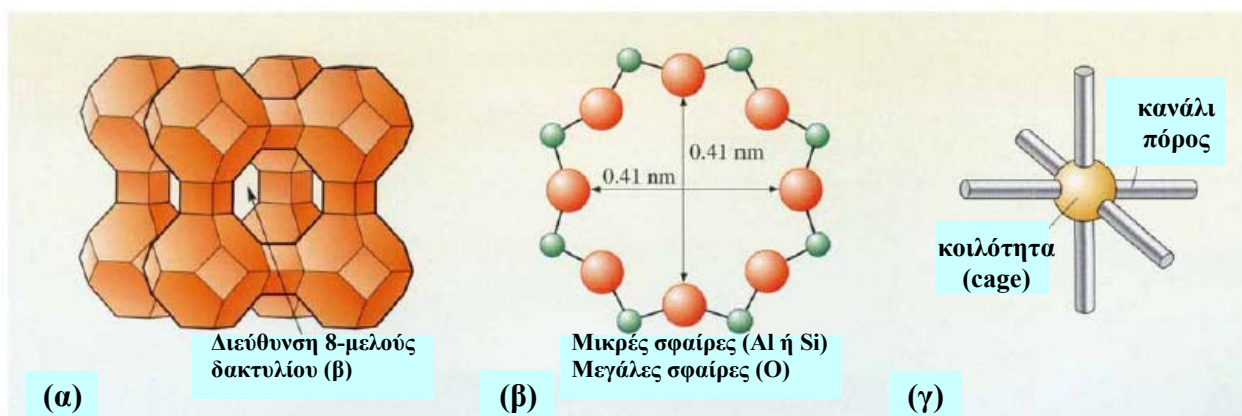 Διεύθυνση 8-μελούς
δακτυλίου (β)
(α)
0.41 nm
0.41 nm
Μικρές σφαίρες (Al ή Si)
Μεγάλες σφαίρες (Ο)
(β)
κανάλι
πόρος
κοιλότητα
(cage)
(γ)